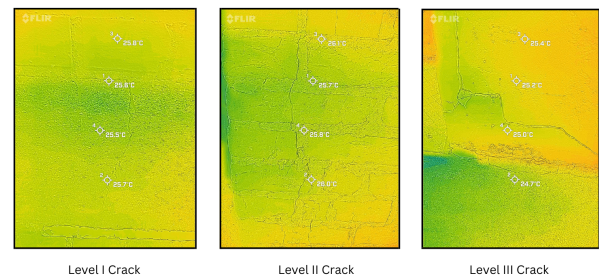 FLIR
25.8°C
25.6°C
25.5°C
25.7°C
Level I Crack
FLIR
26.1°C
25.7°C
25.8°C
26.0°C
Level II Crack
FLIR
25.4°C
25.2°C
25.0°C
24.7°C
Level III Crack